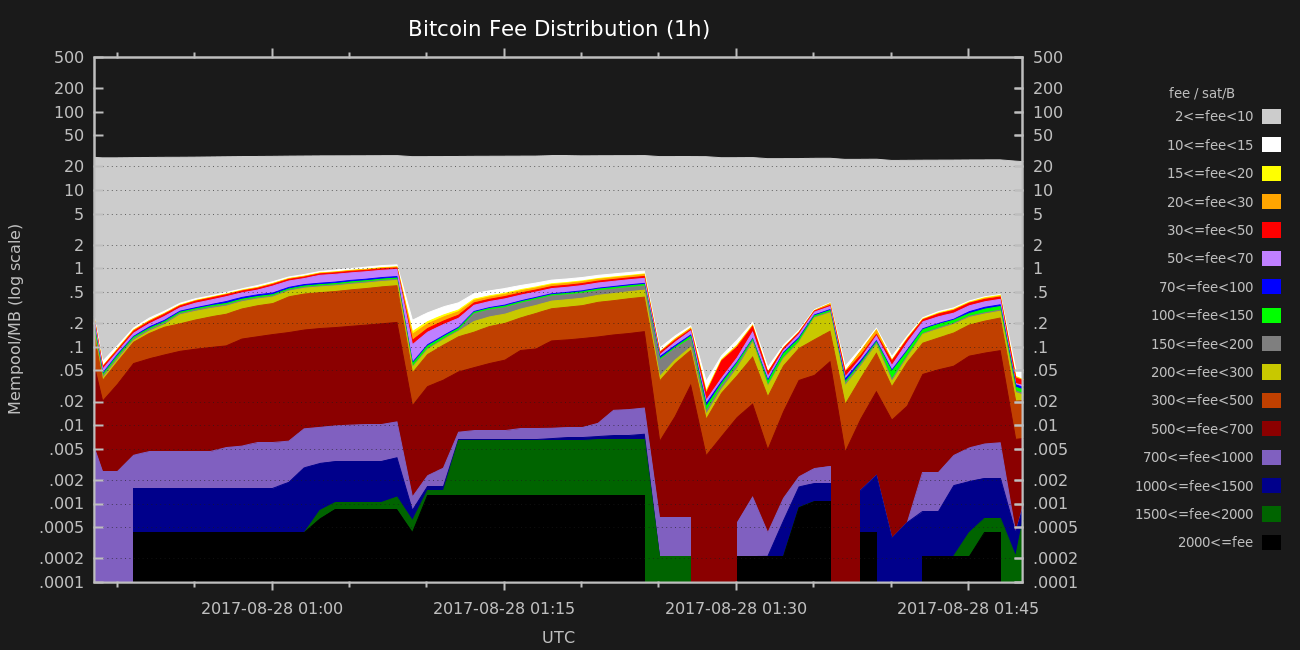 Bitcoin Fee Distribution (1h)
500 500
200 200
100 100
50 50
20 20
10 10
5 5
2 2
1 1
.5 .5
.2 .2
.1 .1
.05 .05
.02 .02
.01 .01
.005 .005
.002 .002
.001 .001
.0005 .0005
.0002 .0002
.0001 .0001
Mempool/MB (log scale)
2017-08-28 01:00 2017-08-28 01:15 2017-08-28 01:30 2017-08-28 01:45
UTC
fee / sat/B
2<=fee<10
10<=fee<15
15<=fee<20
20<=fee<30
30<=fee<50
50<=fee<70
70<=fee<100
100<=fee<150
150<=fee<200
200<=fee<300
300<=fee<500
500<=fee<700
700<=fee<1000
1000<=fee<1500
1500<=fee<2000
2000<=fee